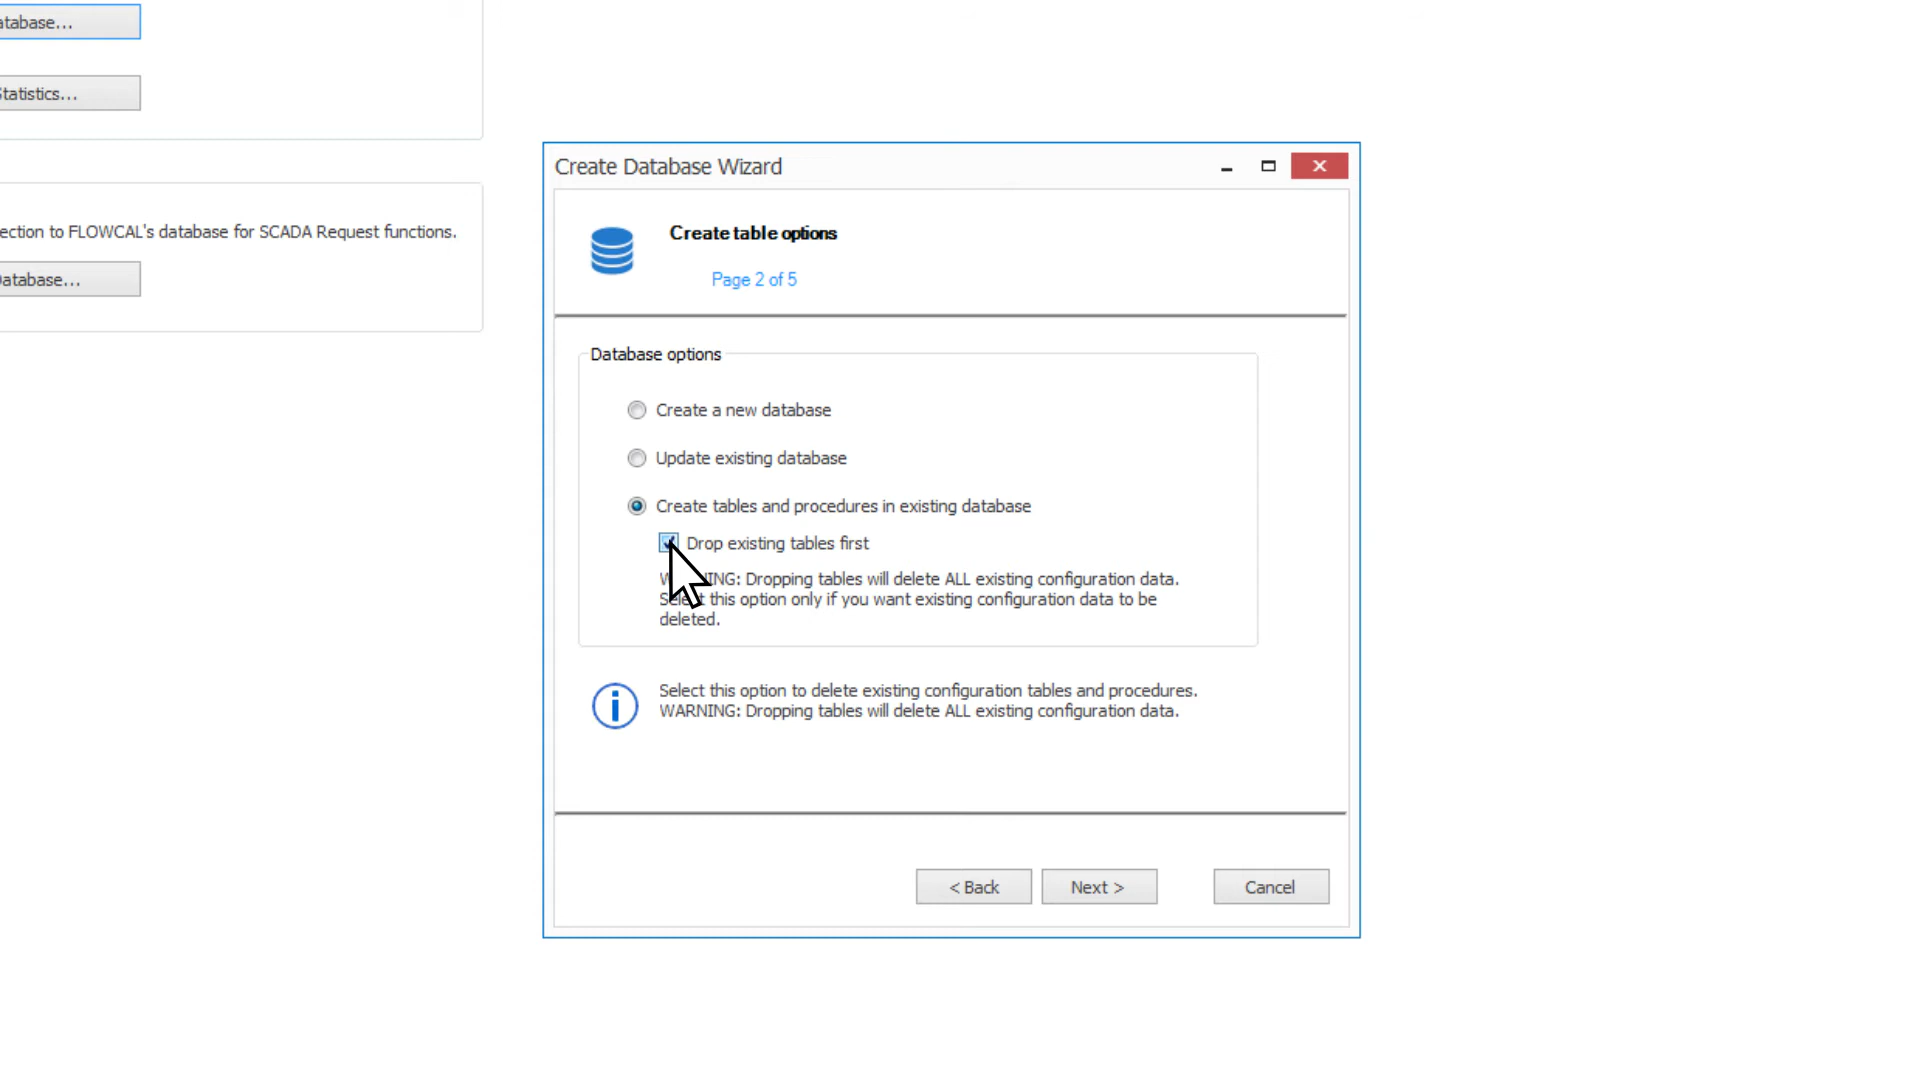 atabase...
Statistics...
ection to FLOWCAL's database for SCADA Request functions.
Database...
Create Database Wizard
Create table options
Page 2 of 5
Database options
Create a new database
Update existing database
Create tables and procedures in existing database
Drop existing tables first
Dropping tables will delete ALL existing configuration data.
this option only if you want existing configuration data to be
deleted.
Select this option to delete existing configuration tables and procedures.
WARNING: Dropping tables will delete ALL existing configuration data.
< Back
Next >
Cancel